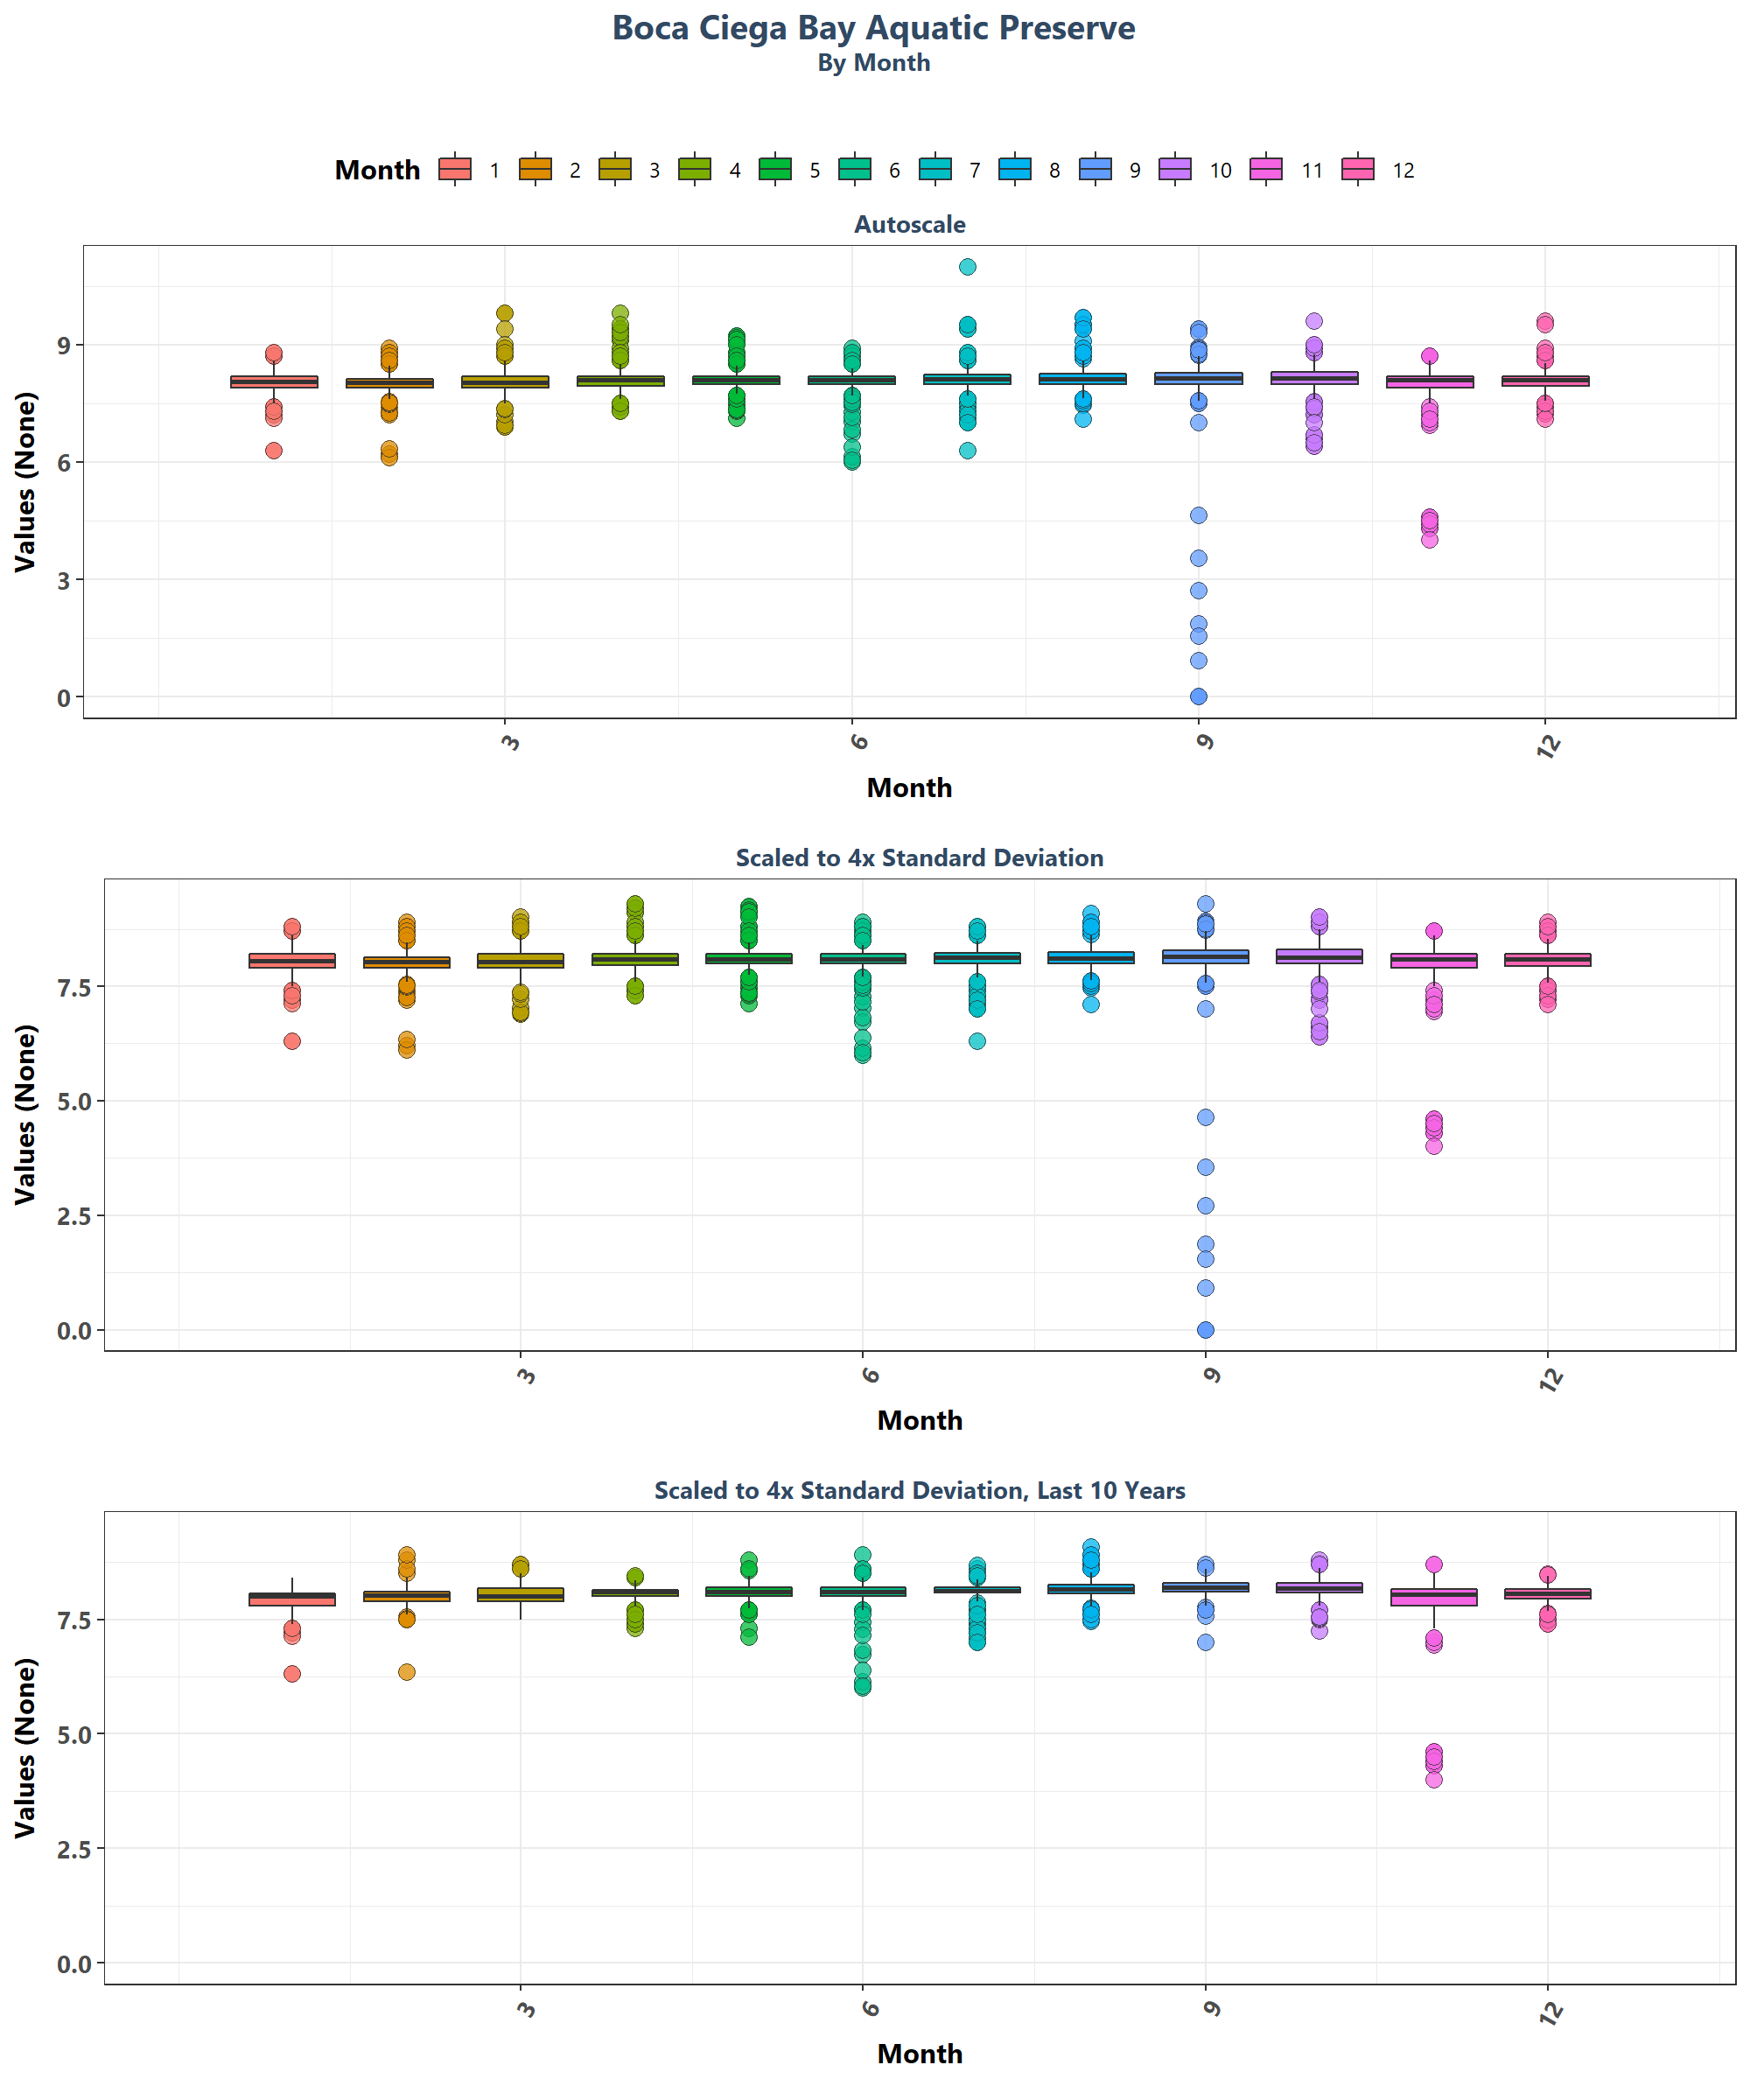 Boca Ciega Bay Aquatic Preserve
By Month
Month 1 2 3 4 5 6 7 8 9 10 11 12
Autoscale
Values (None)
9
6
3
0
3 6 9 12
Month
Scaled to 4x Standard Deviation
Values (None)
7.5
5.0
2.5
0.0
3 6 9 12
Month
Scaled to 4x Standard Deviation, Last 10 Years
Values (None)
7.5
5.0
2.5
0.0
3 6 9 12
Month